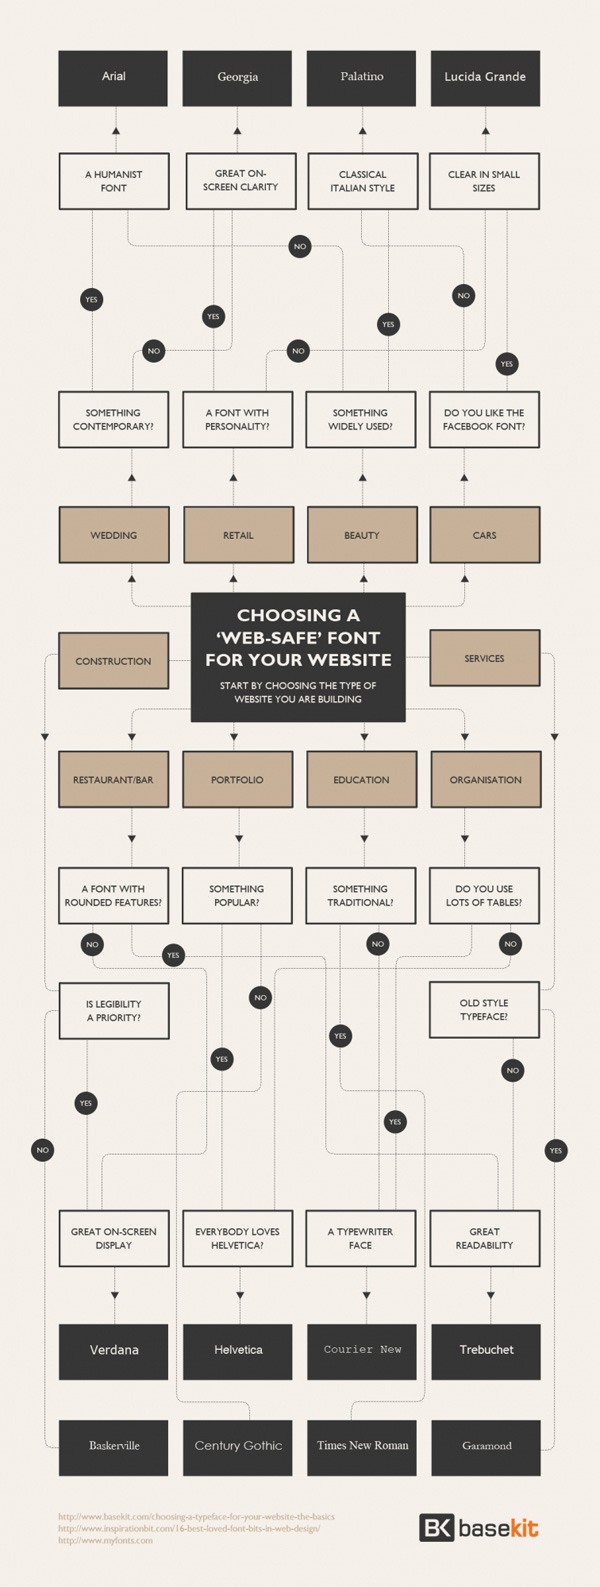 Arial
Georgia
Palatino
Lucida Grande
A HUMANIST
FONT
GREAT ON-
SCREEN CLARITY
CLASSICAL
ITALIAN STYLE
CLEAR IN SMALL
SIZES
NO
YES
NO
YES
YES
NO
NO
YES
SOMETHING
CONTEMPORARY?
A FONT WITH
PERSONALITY?
SOMETHING
WIDELY USED?
DO YOU LIKE THE
FACEBOOK FONT?
WEDDING
RETAIL
BEAUTY
CARS
CHOOSING A
‘WEB-SAFE’ FONT
FOR YOUR WEBSITE
START BY CHOOSING THE TYPE OF
WEBSITE YOU ARE BUILDING
CONSTRUCTION
SERVICES
RESTAURANT/BAR
PORTFOLIO
EDUCATION
ORGANISATION
A FONT WITH
ROUNDED FEATURES?
SOMETHING
POPULAR?
SOMETHING
TRADITIONAL?
DO YOU USE
LOTS OF TABLES?
NO
YES
NO
NO
IS LEGIBILITY
A PRIORITY?
NO
OLD STYLE
TYPEFACE?
YES
YES
NO
YES
YES
NO
YES
GREAT ON-SCREEN
DISPLAY
EVERYBODY LOVES
HELVETICA?
A TYPEWRITER
FACE
GREAT
READABILITY
Verdana
Helvetica
Courier New
Trebuchet
Baskerville
Century Gothic
Times New Roman
Garamond
http://www.basekit.com/choosing-a-typeface-for-your-website-the-basics
http://www.inspirationbit.com/16-best-loved-font-bits-in-web-design/
http://www.myfonts.com
BK basekit